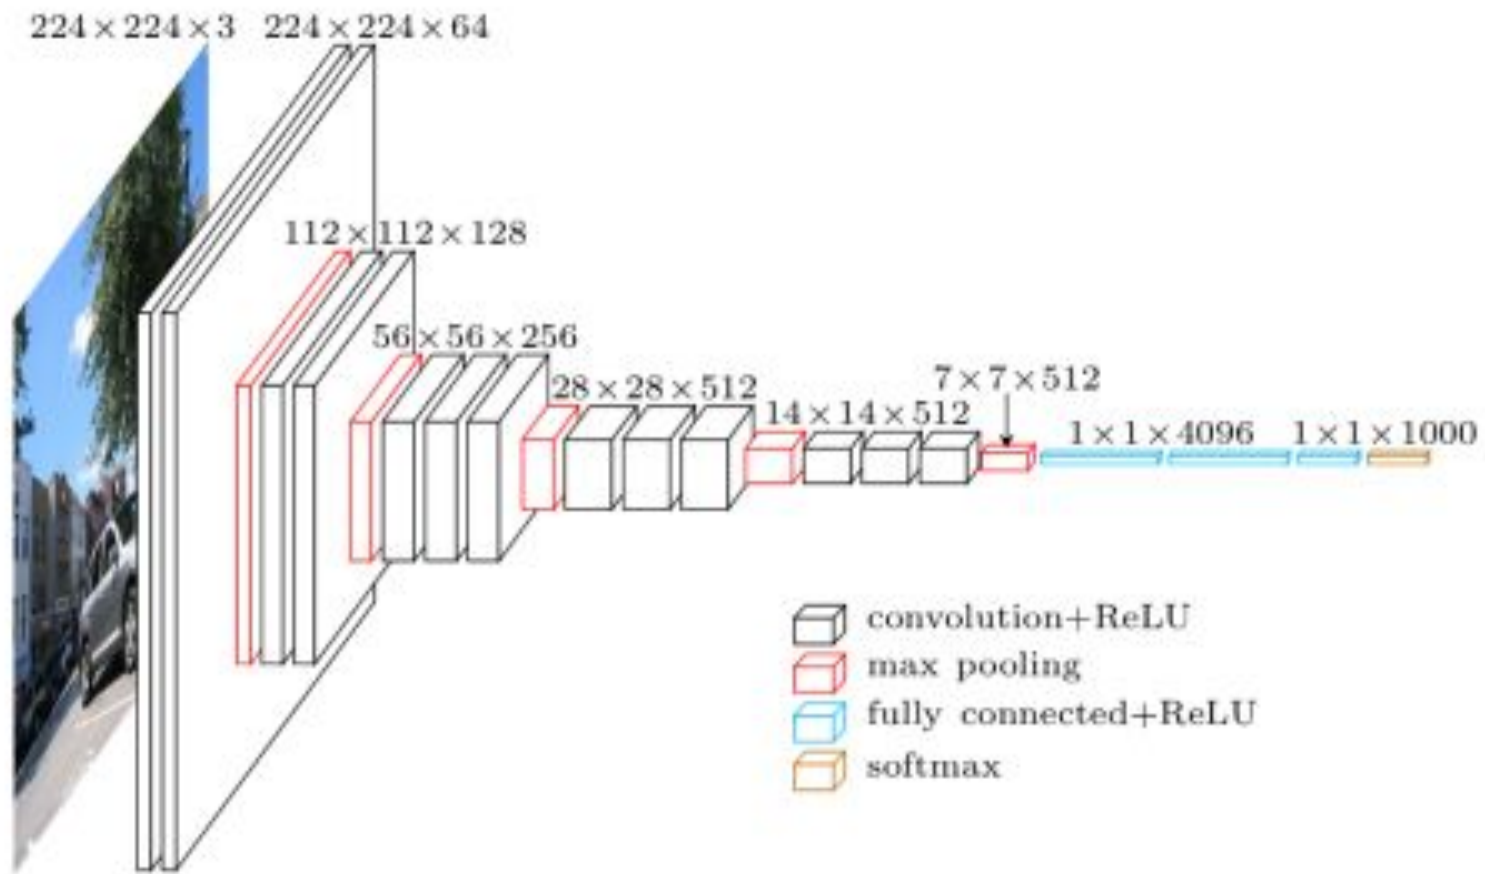 224×224×3
224×224×64
112×112×128
56×56×256
28×28×512
14×14×512
7×7×512
1×1×4096
1×1×1000
convolution+ReLU
max pooling
fully connected+ReLU
softmax